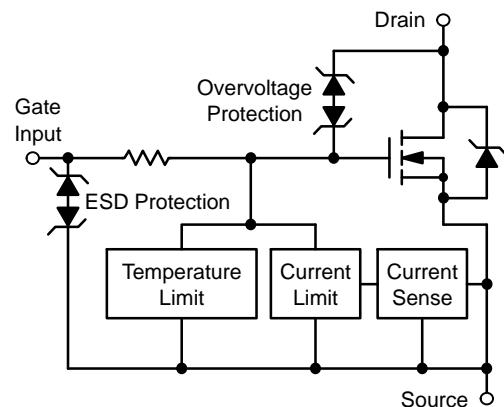 Drain
Overvoltage
Protection
Gate
Input
ESD Protection
Temperature
Limit
Current
Limit
Current
Sense
Source